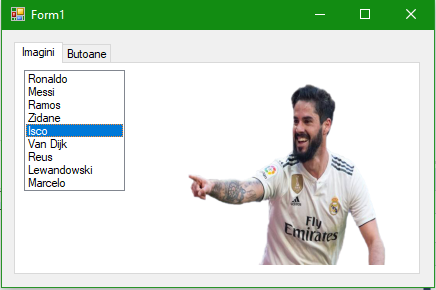 Form1
Imagini Butoane
Ronaldo
Messi
Ramos
Zidane
Isco
Van Dijk
Reus
Lewandowski
Marcelo
Fly
Emirates